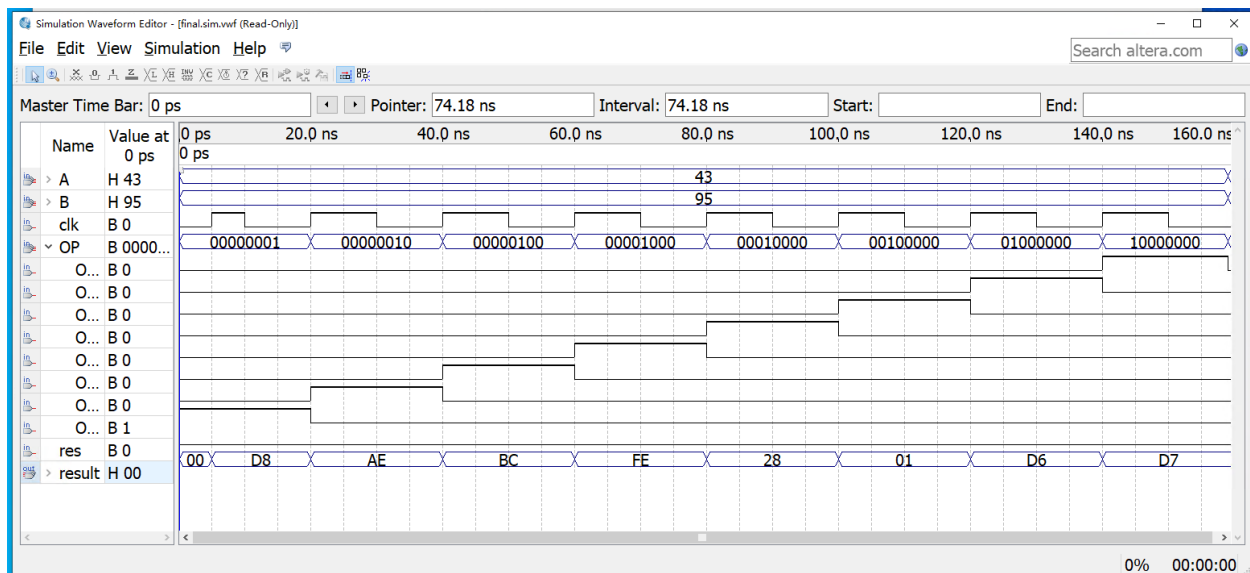 Simulation Waveform Editor - [final.sim.vwf (Read-Only)]
File Edit View Simulation Help
Search altera.com
Master Time Bar: 0 ps Pointer: 74.18 ns Interval: 74.18 ns Start: End:
Name Value at 0 ps 0 ps 20.0 ns 40.0 ns 60.0 ns 80.0 ns 100.0 ns 120.0 ns 140.0 ns 160.0 ns
0 ps
A H 43 43
B H 95 95
clk B 0
OP B 0000... 00000001 00000010 00000100 00001000 00010000 00100000 01000000 10000000
O... B 0
O... B 0
O... B 0
O... B 0
O... B 0
O... B 0
O... B 0
O... B 1
res B 0
result H 00 00 D8 AE BC FE 28 01 D6 D7
0% 00:00:00